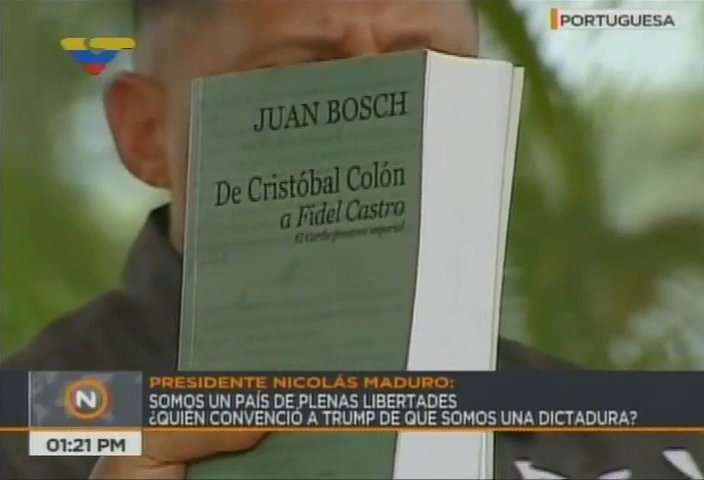 PORTUGUESA
JUAN BOSCH
De Cristóbal Colón
a Fidel Castro
El Caribe frontera imperial
N
PRESIDENTE NICOLÁS MADURO:
SOMOS UN PAÍS DE PLENAS LIBERTADES
¿QUIEN CONVENCIÓ A TRUMP DE QUE SOMOS UNA DICTADURA?
01:21 PM